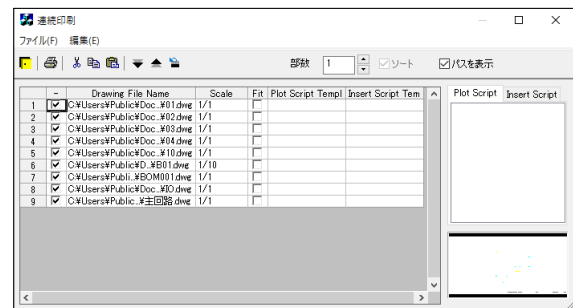 連続印刷
ファイル(F) 編集(E)
部数 1 ソート パスを表示
- Drawing File Name Scale Fit Plot Script Templ Insert Script Tem
1 C:¥Users¥Public¥Doc..¥01.dwg 1/1
2 C:¥Users¥Public¥Doc..¥02.dwg 1/1
3 C:¥Users¥Public¥Doc..¥03.dwg 1/1
4 C:¥Users¥Public¥Doc..¥04.dwg 1/1
5 C:¥Users¥Public¥Doc..¥10.dwg 1/1
6 C:¥Users¥Public¥D..¥B01.dwg 1/10
7 C:¥Users¥Publi..¥BOM001.dwg 1/1
8 C:¥Users¥Public¥Doc..¥IO.dwg 1/1
9 C:¥Users¥Public..¥主回路.dwg 1/1
Plot Script Insert Script